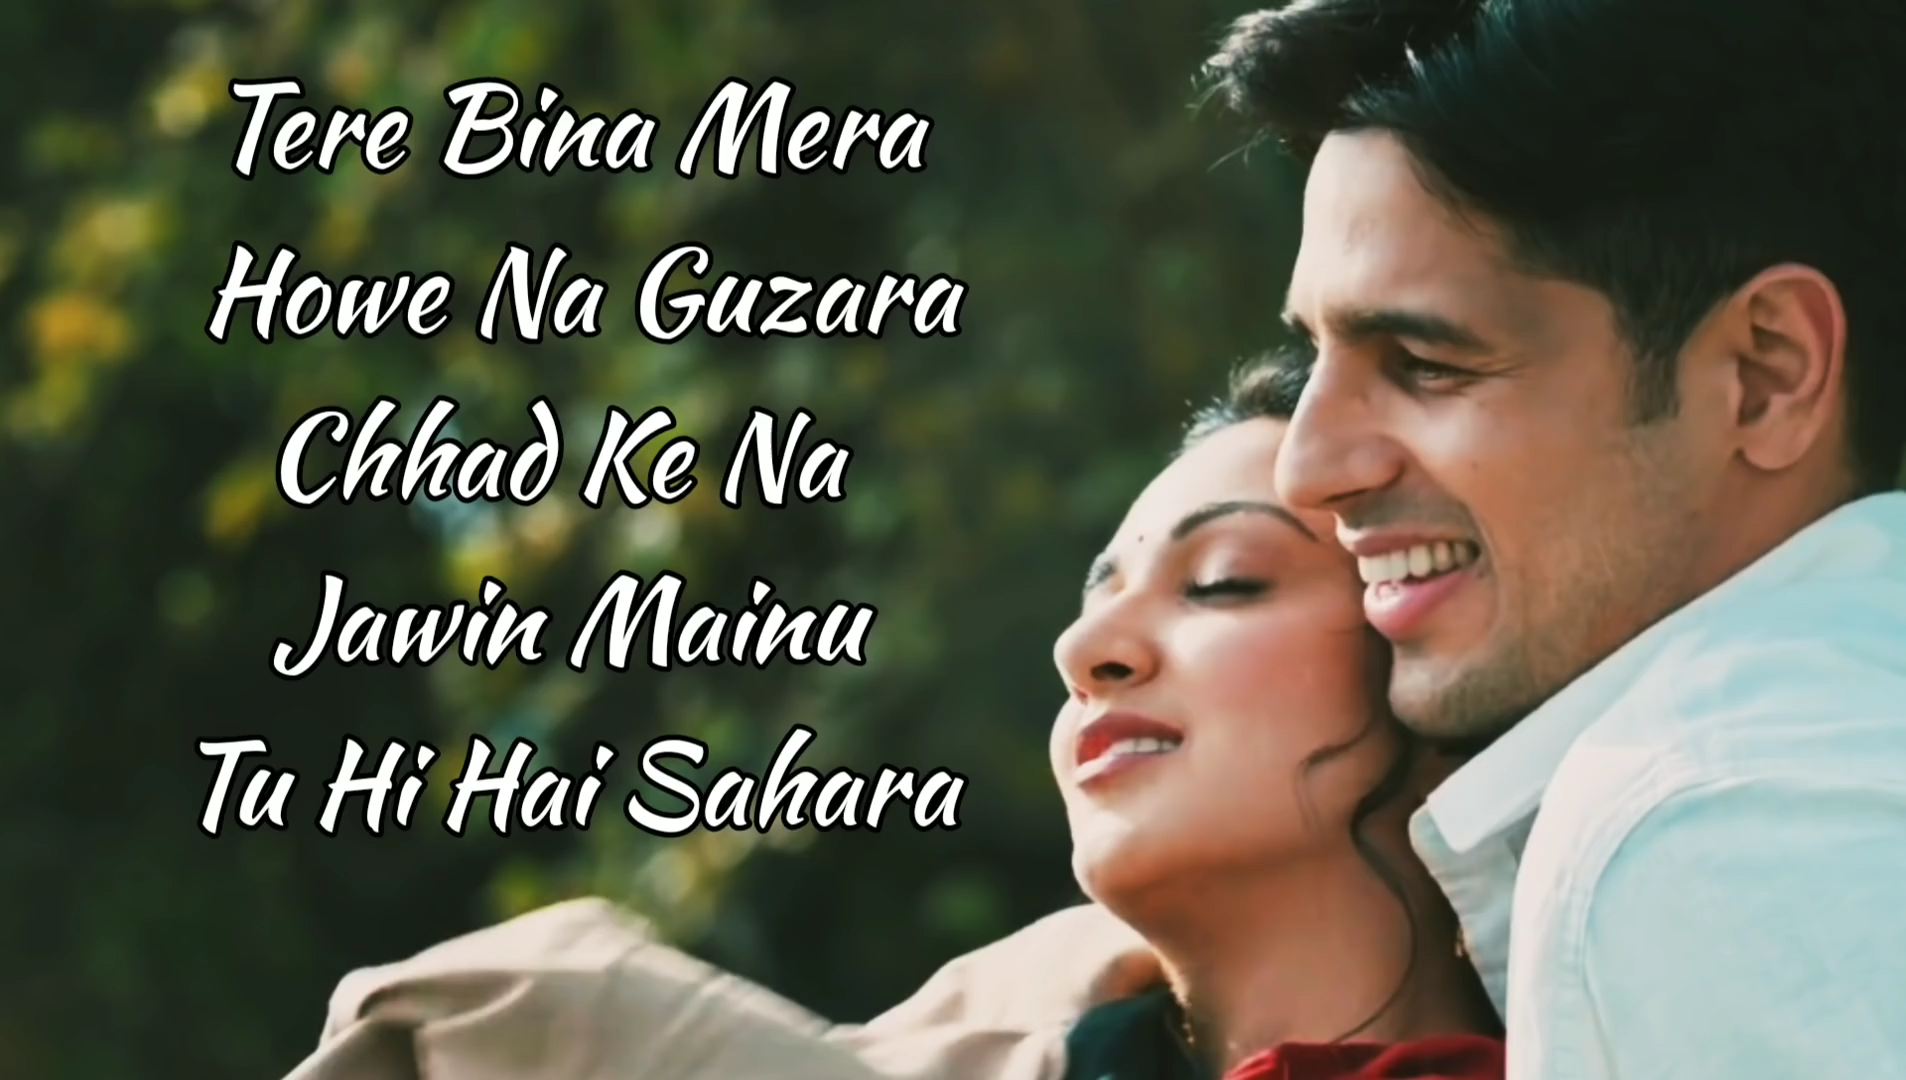 Tere Bina Mera
Howe Na Guzara
Chhad Ke Na
Jawin Mainu
Tu Hi Hai Sahara